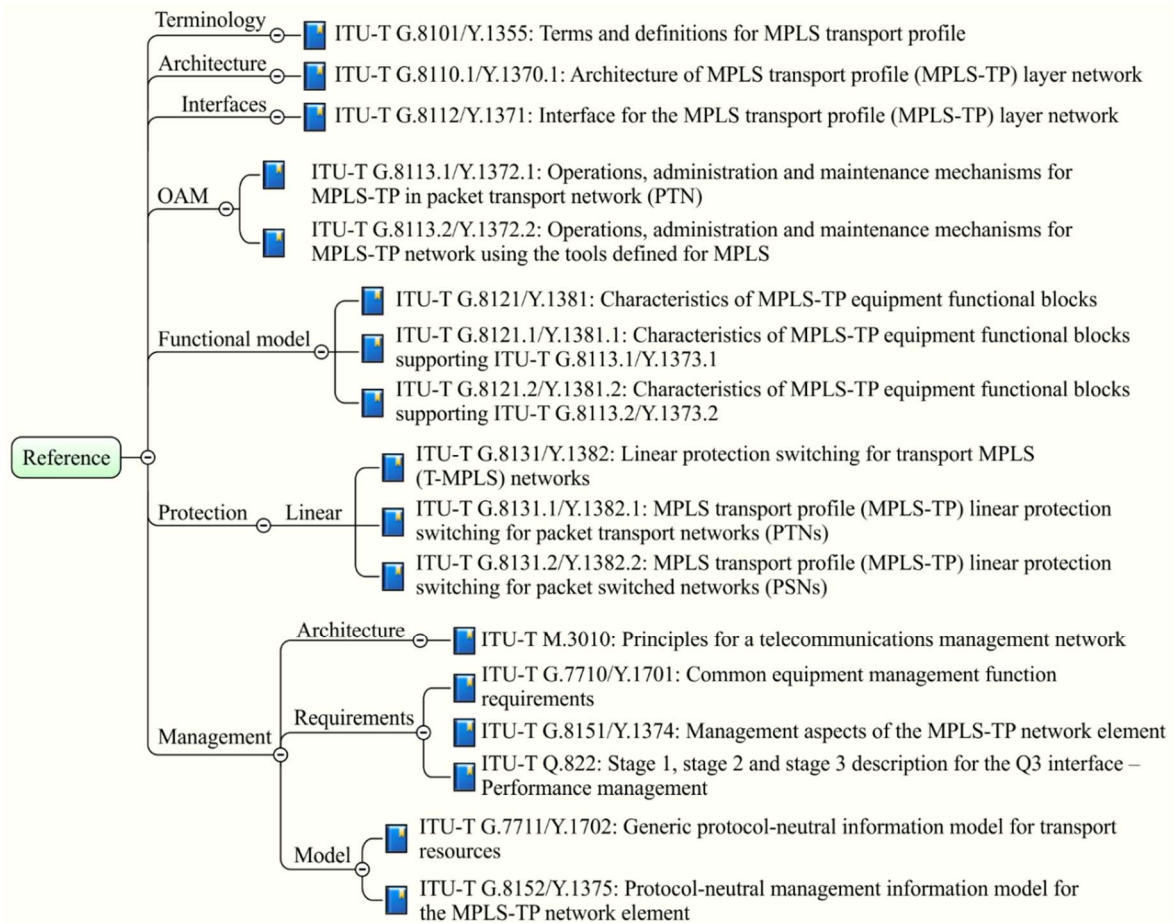 Terminology
ITU-T G.8101/Y.1355: Terms and definitions for MPLS transport profile
Architecture
ITU-T G.8110.1/Y.1370.1: Architecture of MPLS transport profile (MPLS-TP) layer network
Interfaces
ITU-T G.8112/Y.1371: Interface for the MPLS transport profile (MPLS-TP) layer network
OAM
ITU-T G.8113.1/Y.1372.1: Operations, administration and maintenance mechanisms for
MPLS-TP in packet transport network (PTN)
ITU-T G.8113.2/Y.1372.2: Operations, administration and maintenance mechanisms for
MPLS-TP network using the tools defined for MPLS
Functional model
ITU-T G.8121/Y.1381: Characteristics of MPLS-TP equipment functional blocks
ITU-T G.8121.1/Y.1381.1: Characteristics of MPLS-TP equipment functional blocks
supporting ITU-T G.8113.1/Y.1373.1
ITU-T G.8121.2/Y.1381.2: Characteristics of MPLS-TP equipment functional blocks
supporting ITU-T G.8113.2/Y.1373.2
Reference
Protection
Linear
ITU-T G.8131/Y.1382: Linear protection switching for transport MPLS
(T-MPLS) networks
ITU-T G.8131.1/Y.1382.1: MPLS transport profile (MPLS-TP) linear protection
switching for packet transport networks (PTNs)
ITU-T G.8131.2/Y.1382.2: MPLS transport profile (MPLS-TP) linear protection
switching for packet switched networks (PSNs)
Management
Architecture
ITU-T M.3010: Principles for a telecommunications management network
Requirements
ITU-T G.7710/Y.1701: Common equipment management function
requirements
ITU-T G.8151/Y.1374: Management aspects of the MPLS-TP network element
ITU-T Q.822: Stage 1, stage 2 and stage 3 description for the Q3 interface –
Performance management
Model
ITU-T G.7711/Y.1702: Generic protocol-neutral information model for transport
resources
ITU-T G.8152/Y.1375: Protocol-neutral management information model for
the MPLS-TP network element